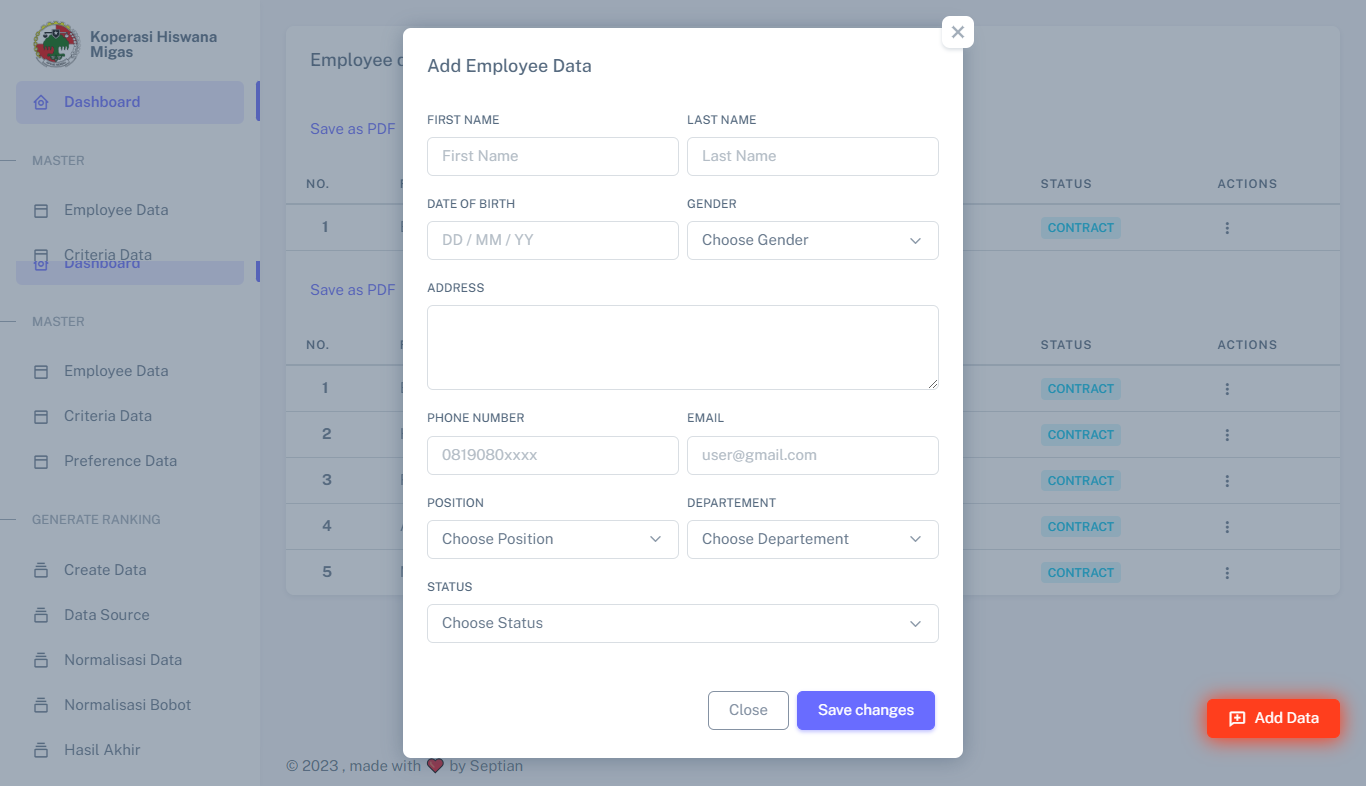 Koperasi Hiswana
Migas
Dashboard
MASTER
Employee Data
Criteria Data
Dashboard
MASTER
Employee Data
Criteria Data
Preference Data
GENERATE RANKING
Create Data
Data Source
Normalisasi Data
Normalisasi Bobot
Hasil Akhir
Employee
Save as PDF
NO.
STATUS
ACTIONS
1
CONTRACT
Save as PDF
NO.
STATUS
ACTIONS
1
CONTRACT
2
CONTRACT
3
CONTRACT
4
CONTRACT
5
CONTRACT
Add Employee Data
FIRST NAME
LAST NAME
First Name
Last Name
DATE OF BIRTH
GENDER
DD / MM / YY
Choose Gender
ADDRESS
PHONE NUMBER
EMAIL
0819080xxxx
user@gmail.com
POSITION
DEPARTEMENT
Choose Position
Choose Departement
STATUS
Choose Status
Close
Save changes
Add Data
© 2023 , made with ❤️ by Septian